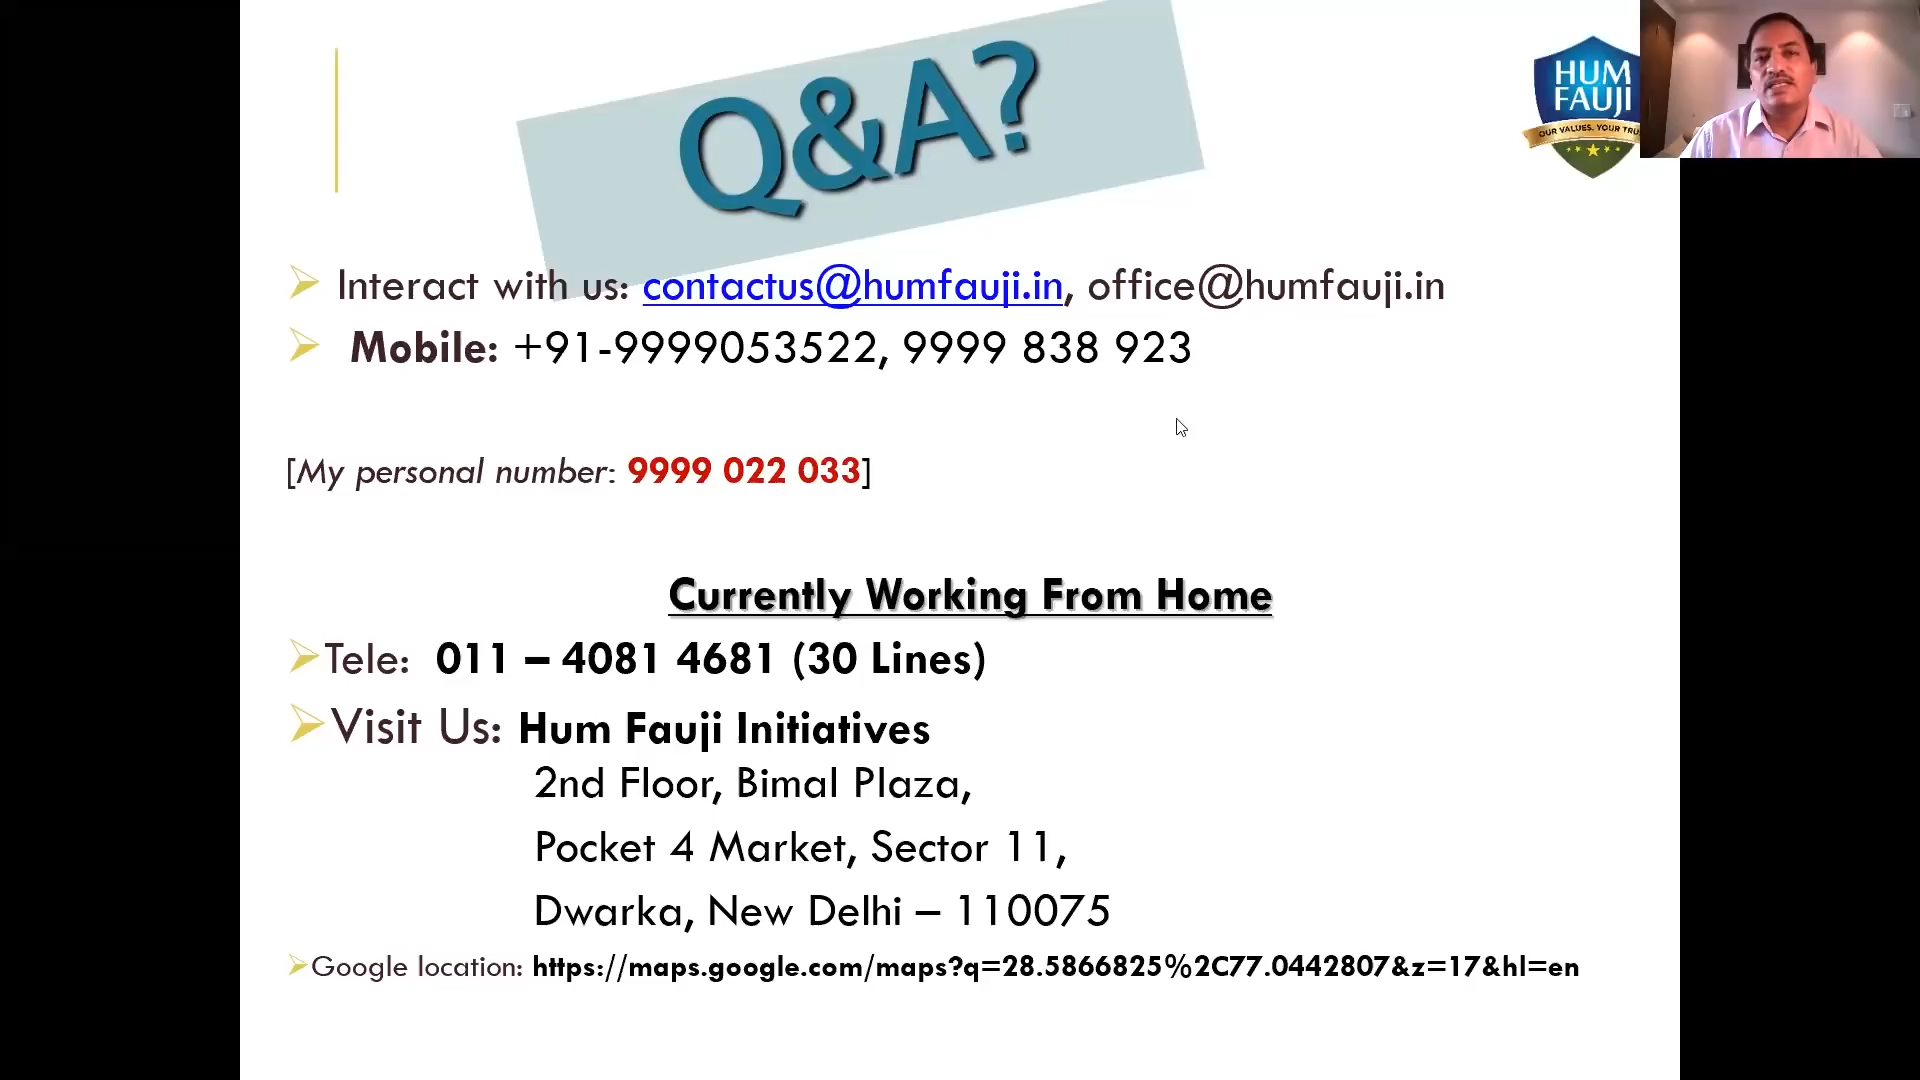 Q&A?
HUM
FAUJI
OUR VALUES. YOUR
Interact with us: contactus@humfauji.in, office@humfauji.in
Mobile: +91-9999053522, 9999 838 923
[My personal number: 9999 022 033]
Currently Working From Home
Tele: 011 – 4081 4681 (30 Lines)
Visit Us: Hum Fauji Initiatives
2nd Floor, Bimal Plaza,
Pocket 4 Market, Sector 11,
Dwarka, New Delhi – 110075
Google location: https://maps.google.com/maps?q=28.5866825%2C77.0442807&z=17&hl=en